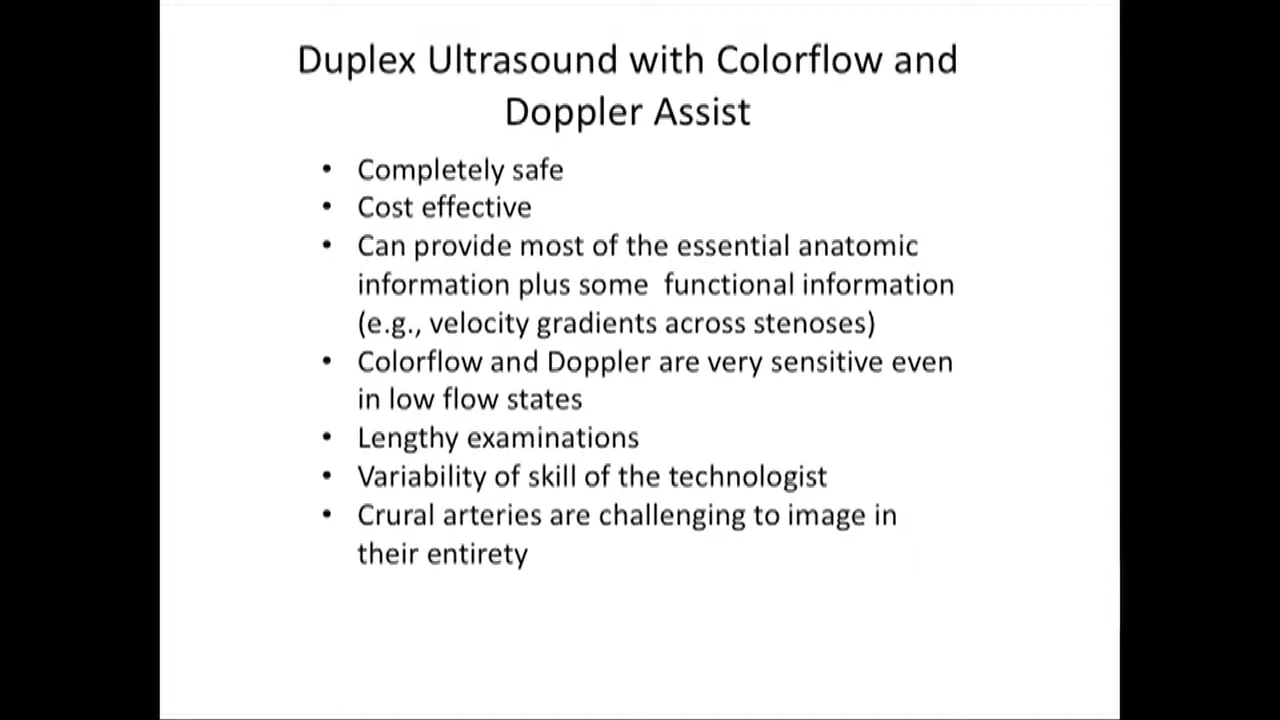 Duplex Ultrasound with Colorflow and
Doppler Assist
• Completely safe
• Cost effective
• Can provide most of the essential anatomic
information plus some  functional information
(e.g., velocity gradients across stenoses)
• Colorflow and Doppler are very sensitive even
in low flow states
• Lengthy examinations
• Variability of skill of the technologist
• Crural arteries are challenging to image in
their entirety